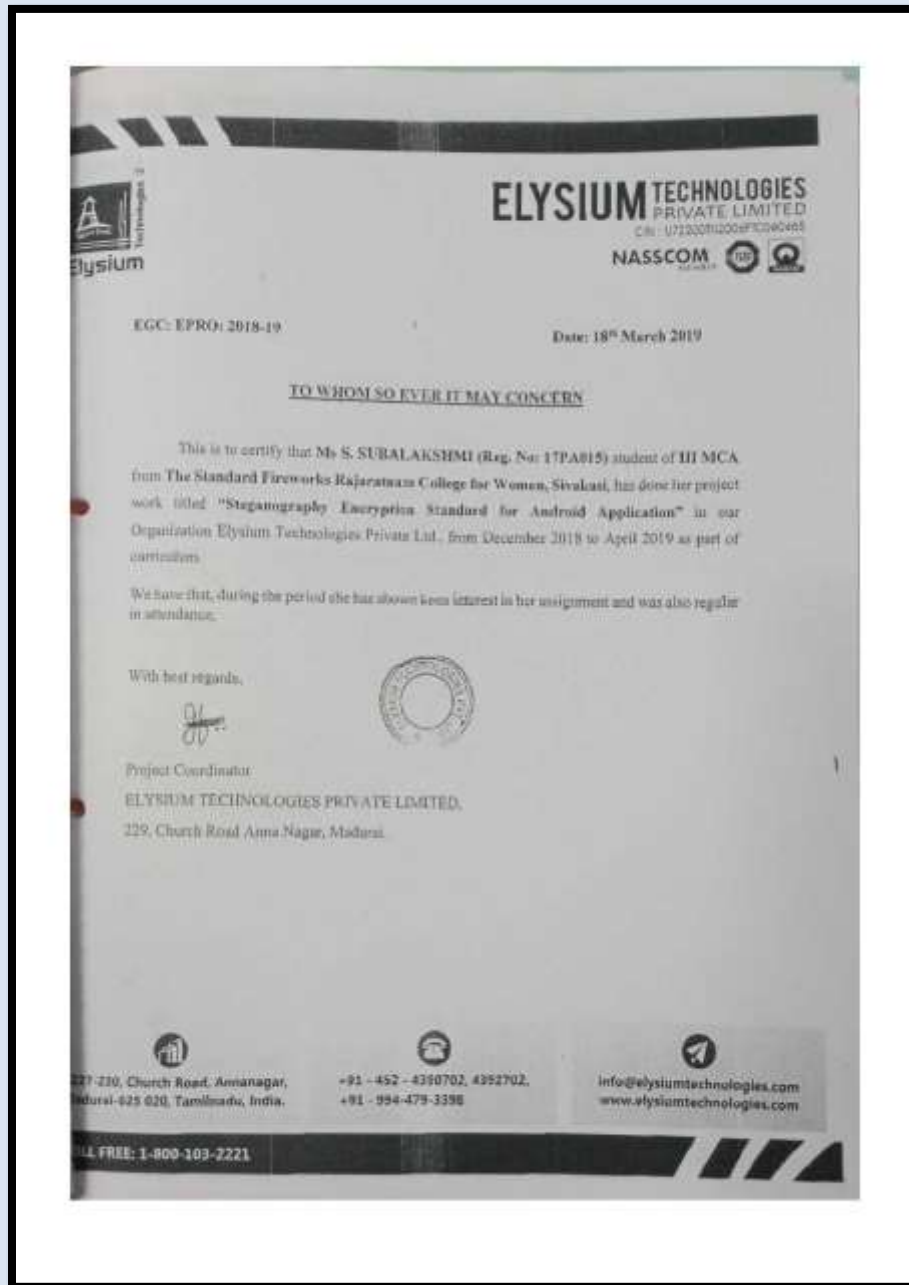 Technologies
Elysium
ELYSIUM TECHNOLOGIES
PRIVATE LIMITED
NASSCOM
EGC: EPRO: 2018-19
Date: 18th March 2019
TO WHOM SO EVER IT MAY CONCERN
This is to certify that Ms S. SUBALAKSHMI (Reg. No: 17PA015) student of III MCA
from The Standard Fireworks Rajaratnam College for Women, Sivakasi, has done her project
work titled "Steganography Encryption Standard for Android Application" in our
Organization Elysium Technologies Private Ltd., from December 2018 to April 2019 as part of
curriculum
We have that, during the period she has shown keen interest in her assignment and was also regular
in attendance.
With best regards,
Project Coordinator
ELYSIUM TECHNOLOGIES PRIVATE LIMITED,
229, Church Road Anna Nagar, Madurai.
227-230, Church Road, Annanagar,
Madurai-625 020, Tamilnadu, India.
+91 - 452 - 4390702, 4392702,
+91 - 994-479-3398
info@elysiumtechnologies.com
www.elysiumtechnologies.com
FREE: 1-800-103-2221